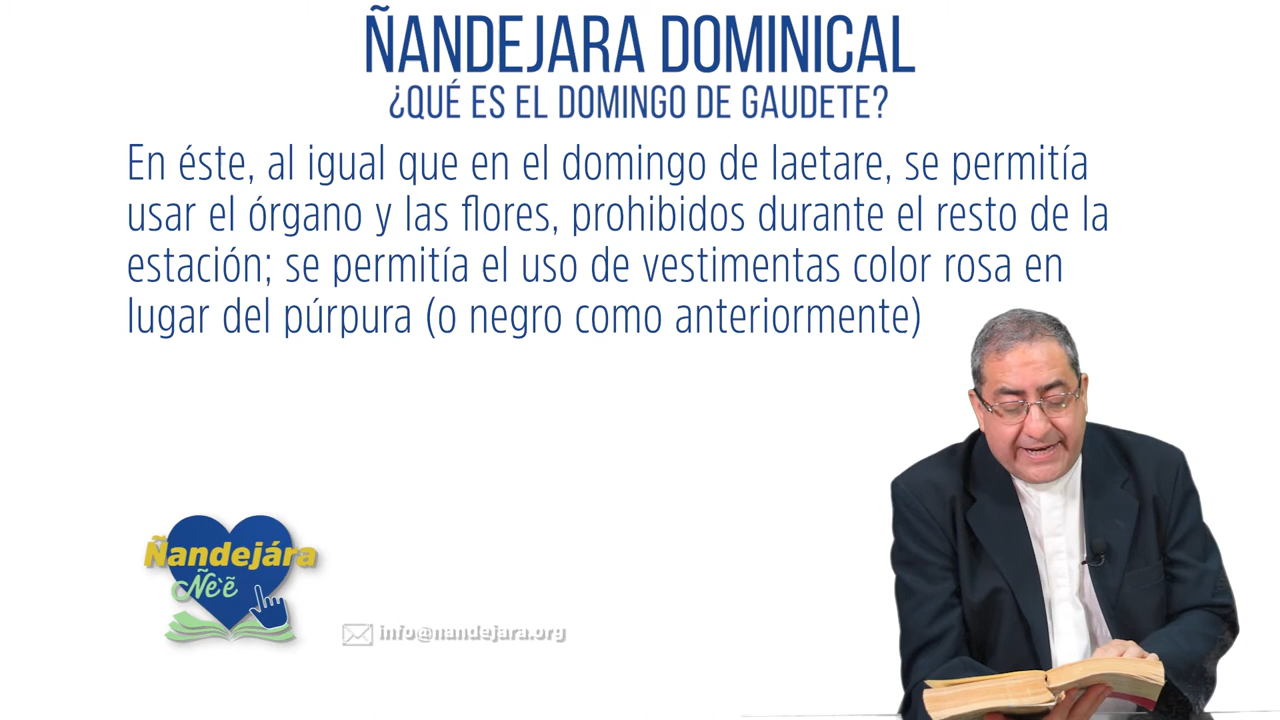 ÑANDEJARA DOMINICAL
¿QUÉ ES EL DOMINGO DE GAUDETE?
En éste, al igual que en el domingo de laetare, se permitía
usar el órgano y las flores, prohibidos durante el resto de la
estación; se permitía el uso de vestimentas color rosa en
lugar del púrpura (o negro como anteriormente)
Ñandejára
Ñe'ẽ
info@nandejara.org